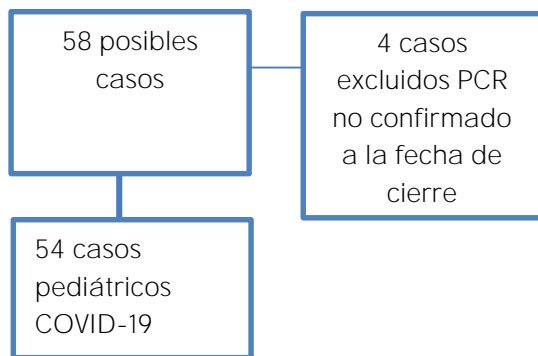 58 posibles
casos
4 casos
excluidos PCR
no confirmado
a la fecha de
cierre
54 casos
pediátricos
COVID-19